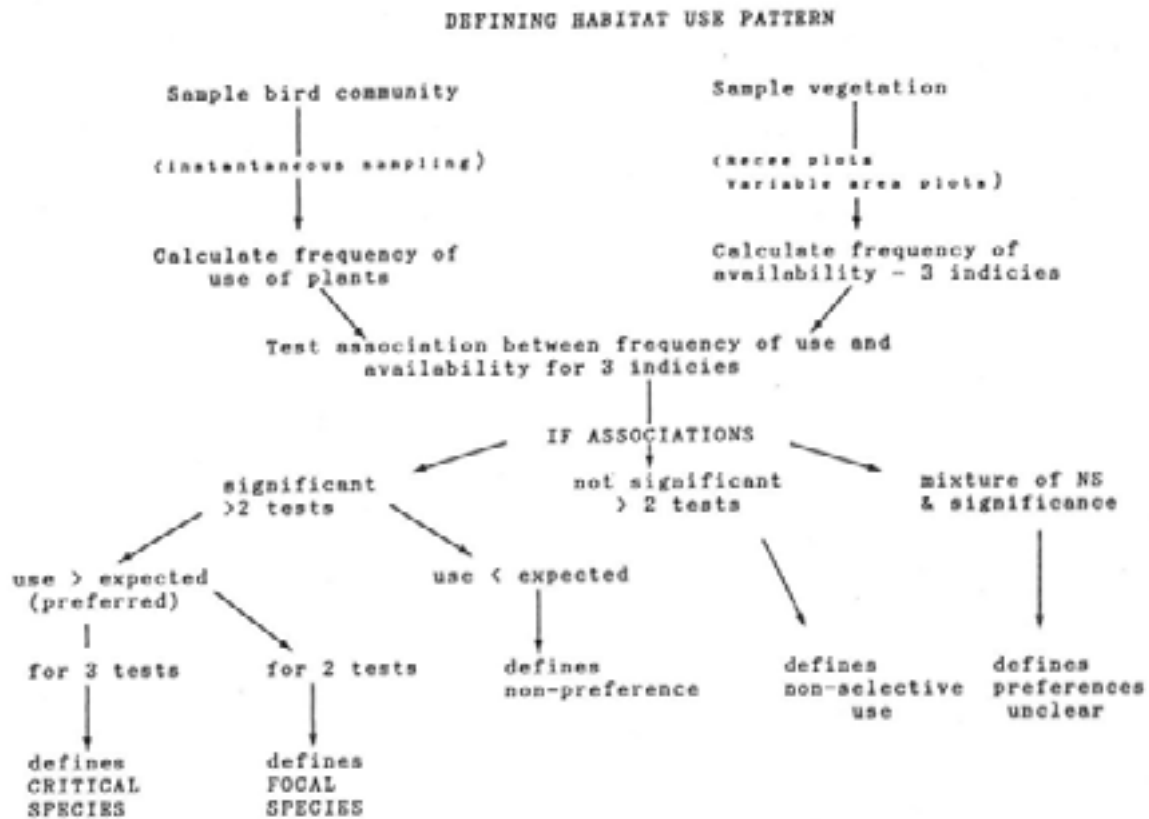 DEFINING HABITAT USE PATTERN
Sample bird community
Sample vegetation
(instantaneous sampling)
(Recce plots
Variable area plots)
Calculate frequency of
use of plants
Calculate frequency of
availability - 3 indicies
Test association between frequency of use and
availability for 3 indicies
IF ASSOCIATIONS
significant
>2 tests
not significant
> 2 tests
mixture of NS
& significance
use > expected
(preferred)
use < expected
for 3 tests
for 2 tests
defines
non-preference
defines
non-selective
use
defines
preferences
unclear
defines
CRITICAL
SPECIES
defines
FOCAL
SPECIES